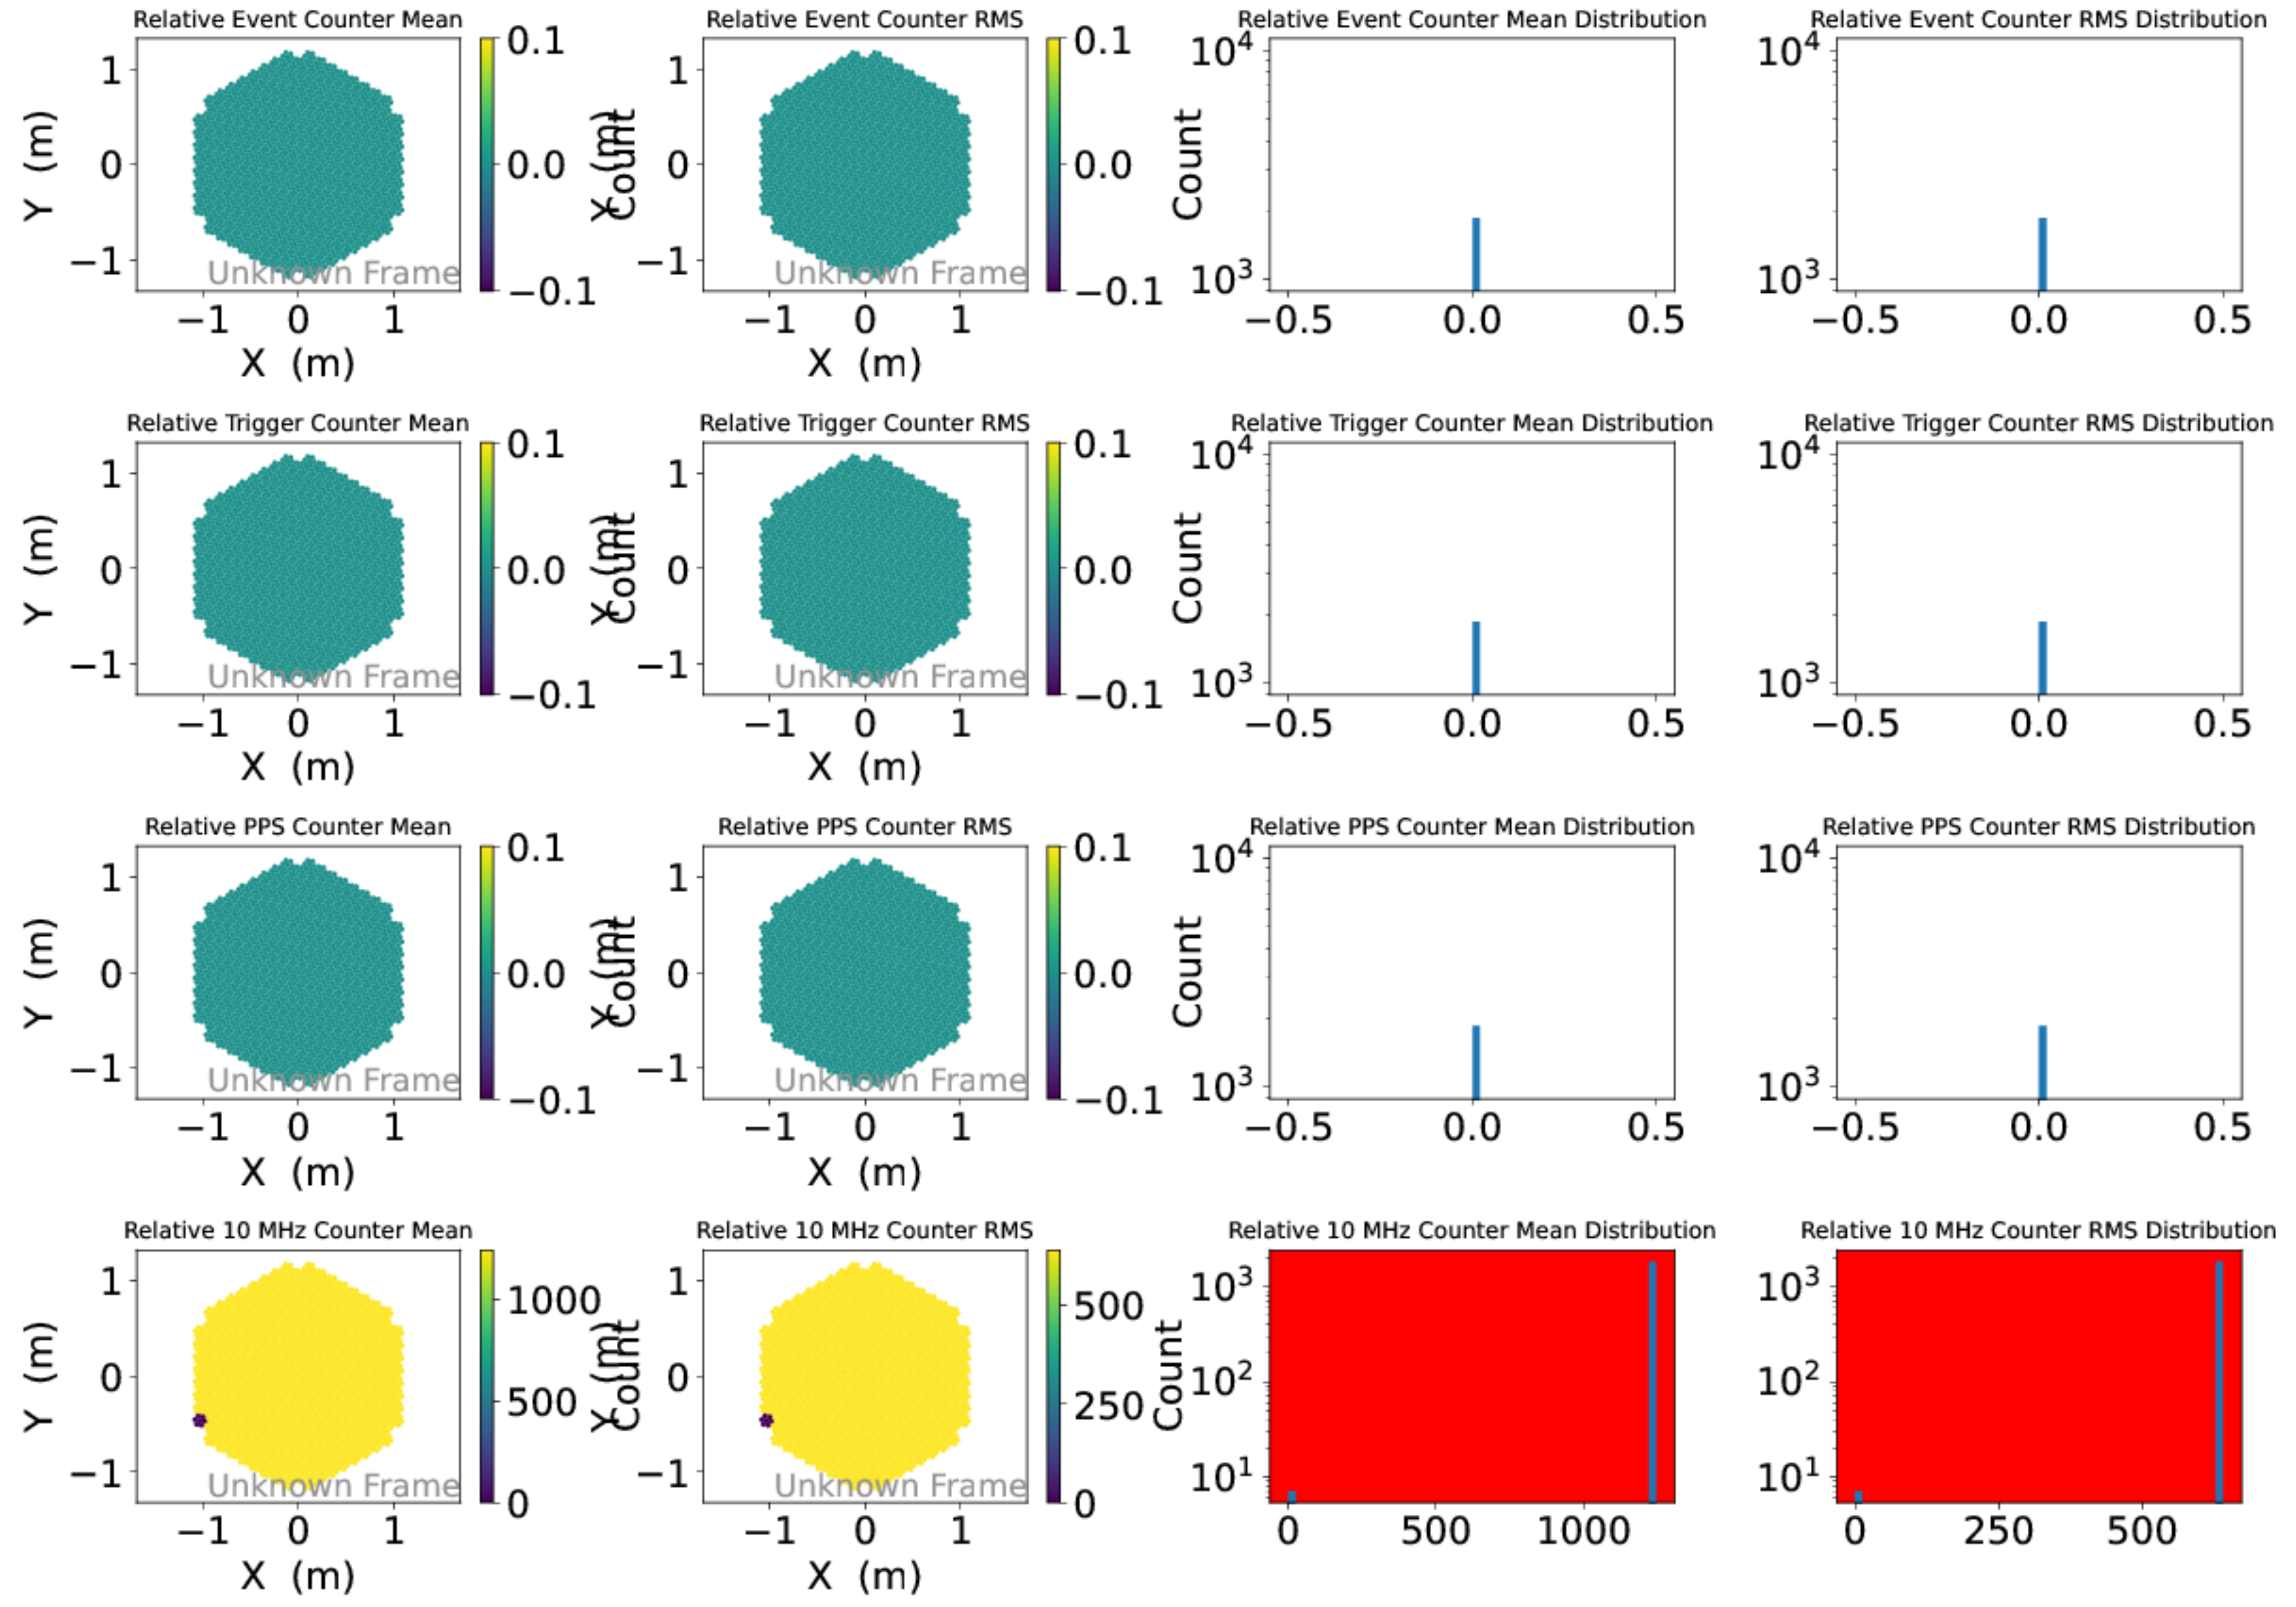 Relative Event Counter Mean
Y (m)
1
0
−1
−1 0 1
X (m)
Unknown Frame
0.1
0.0
−0.1
Relative Event Counter RMS
Y (m)
1
0
−1
−1 0 1
X (m)
Unknown Frame
0.1
0.0
−0.1
Count
Relative Event Counter Mean Distribution
Count
10⁴
10³
−0.5 0.0 0.5
Relative Event Counter RMS Distribution
10⁴
10³
−0.5 0.0 0.5
Relative Trigger Counter Mean
Y (m)
1
0
−1
−1 0 1
X (m)
Unknown Frame
0.1
0.0
−0.1
Relative Trigger Counter RMS
Y (m)
1
0
−1
−1 0 1
X (m)
Unknown Frame
0.1
0.0
−0.1
Count
Relative Trigger Counter Mean Distribution
Count
10⁴
10³
−0.5 0.0 0.5
Relative Trigger Counter RMS Distribution
10⁴
10³
−0.5 0.0 0.5
Relative PPS Counter Mean
Y (m)
1
0
−1
−1 0 1
X (m)
Unknown Frame
0.1
0.0
−0.1
Relative PPS Counter RMS
Y (m)
1
0
−1
−1 0 1
X (m)
Unknown Frame
0.1
0.0
−0.1
Count
Relative PPS Counter Mean Distribution
Count
10⁴
10³
−0.5 0.0 0.5
Relative PPS Counter RMS Distribution
10⁴
10³
−0.5 0.0 0.5
Relative 10 MHz Counter Mean
Y (m)
1
0
−1
−1 0 1
X (m)
Unknown Frame
1000
500
0
Relative 10 MHz Counter RMS
Y (m)
1
0
−1
−1 0 1
X (m)
Unknown Frame
500
250
0
Count
Relative 10 MHz Counter Mean Distribution
Count
10³
10²
10¹
0 500 1000
Relative 10 MHz Counter RMS Distribution
10³
10²
10¹
0 250 500